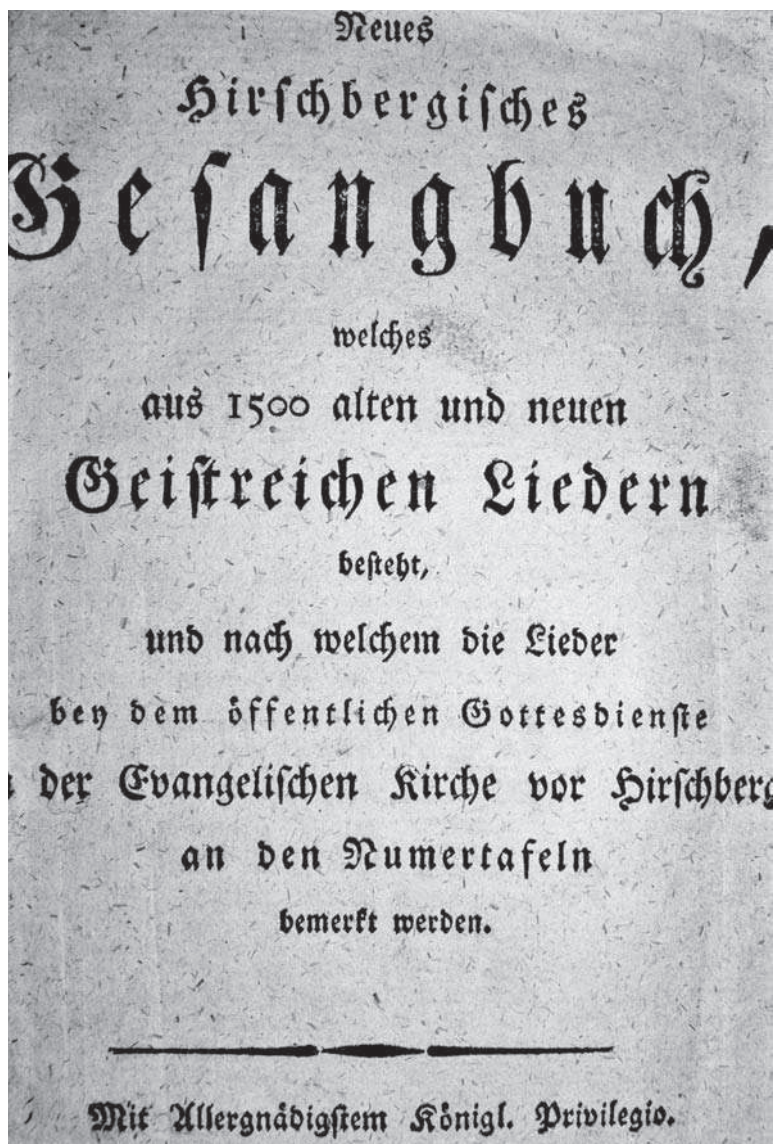 Neues
Hirschbergisches
Gesangbuch,
welches
aus 1500 alten und neuen
Geistreichen Liedern
besteht,
und nach welchem die Lieder
bey dem öffentlichen Gottesdienste
der Evangelischen Kirche vor Hirschberg
an den Numertafeln
bemerkt werden.
Mit Allergnädigstem Königl. Privilegio.